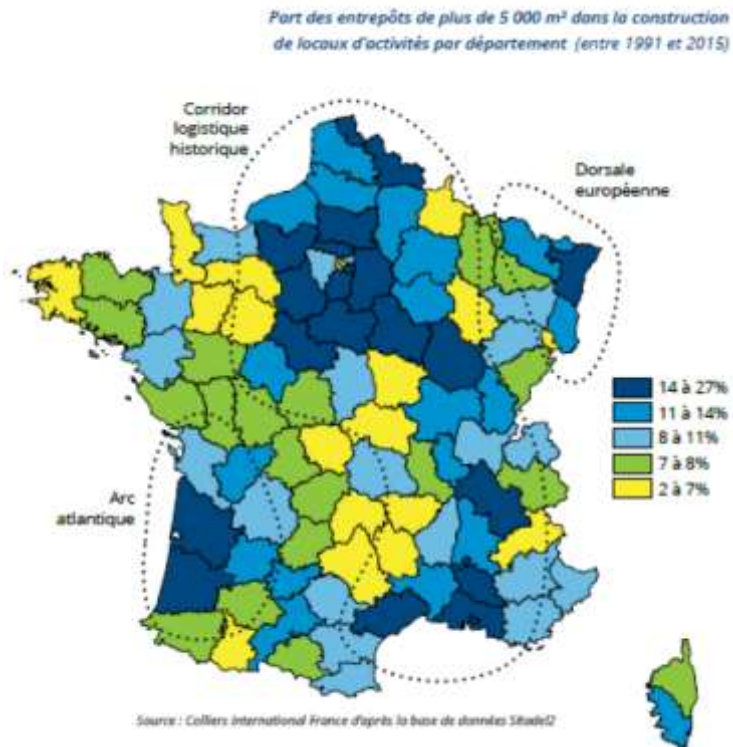 Part des entrepôts de plus de 5 000 m² dans la construction
de locaux d'activités par département (entre 1991 et 2015)
Corridor
logistique
historique
Dorsale
européenne
14 à 27%
11 à 14%
8 à 11%
7 à 8%
2 à 7%
Arc
atlantique
Source : Colliers International France d'après la base de données Sitadel2